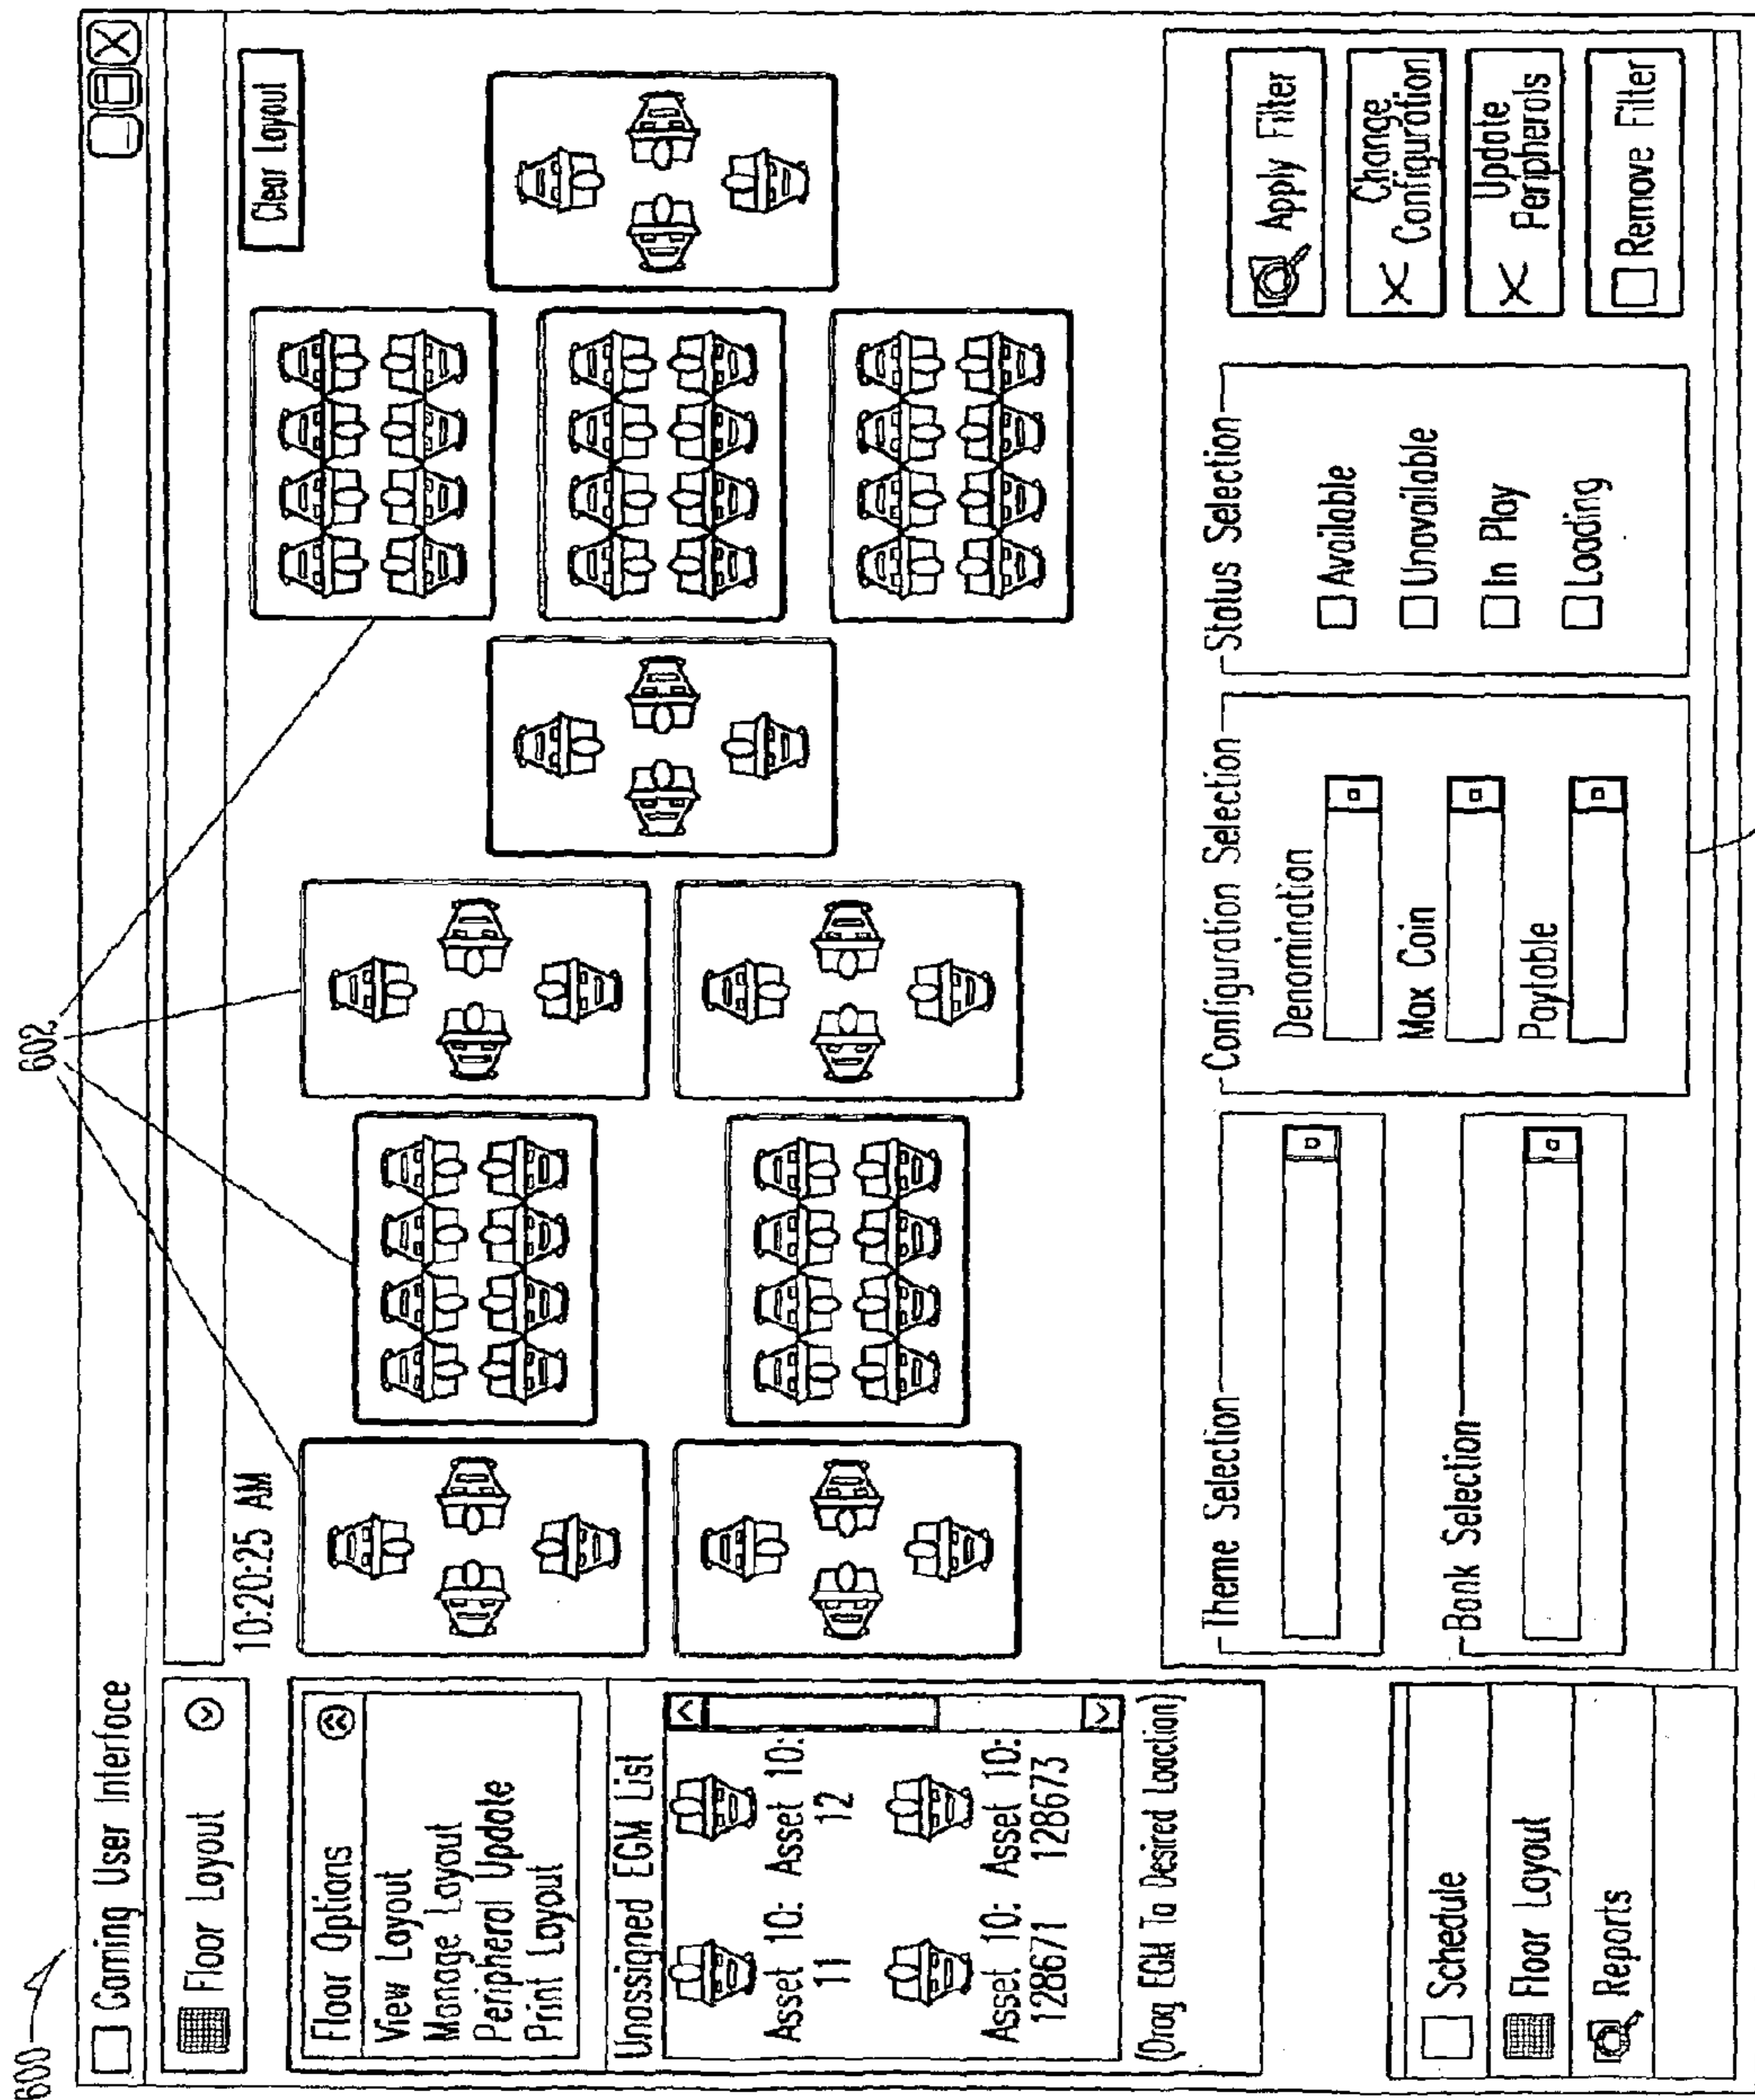 600
602
Gaming User Interface
Floor Layout
10:20:25 AM
Clear Layout
Floor Options
View Layout
Manage Layout
Peripheral Update
Print Layout
Unassigned EGM List
Asset 10:
11
Asset 10:
12
Asset 10:
128671
Asset 10:
128673
(Drag EGM To Desired Loaction)
Schedule
Floor Layout
Reports
Theme Selection
Bank Selection
Configuration Selection
Denomination
Max Coin
Paytable
Status Selection
Available
Unavailable
In Play
Loading
Apply Filter
Change
Configuration
Update
Peripherols
Remove Filter